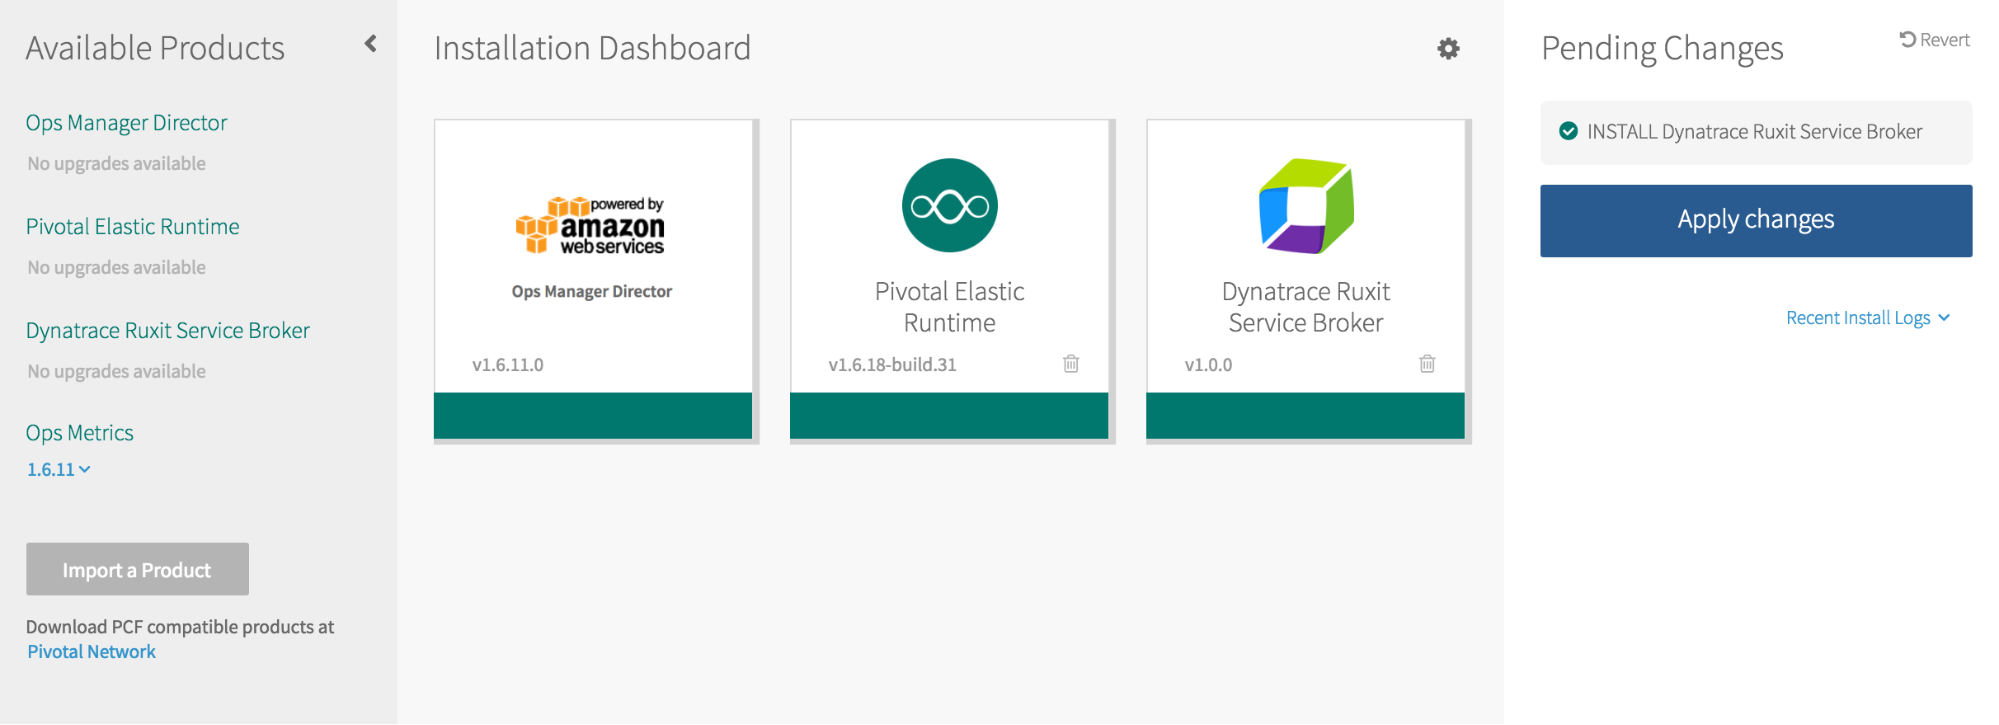 Available Products
Ops Manager Director
No upgrades available
Pivotal Elastic Runtime
No upgrades available
Dynatrace Ruxit Service Broker
No upgrades available
Ops Metrics
1.6.11
Import a Product
Download PCF compatible products at
Pivotal Network
Installation Dashboard
powered by
amazon
web services
Ops Manager Director
v1.6.11.0
Pivotal Elastic
Runtime
v1.6.18-build.31
Dynatrace Ruxit
Service Broker
v1.0.0
Pending Changes
Revert
INSTALL Dynatrace Ruxit Service Broker
Apply changes
Recent Install Logs